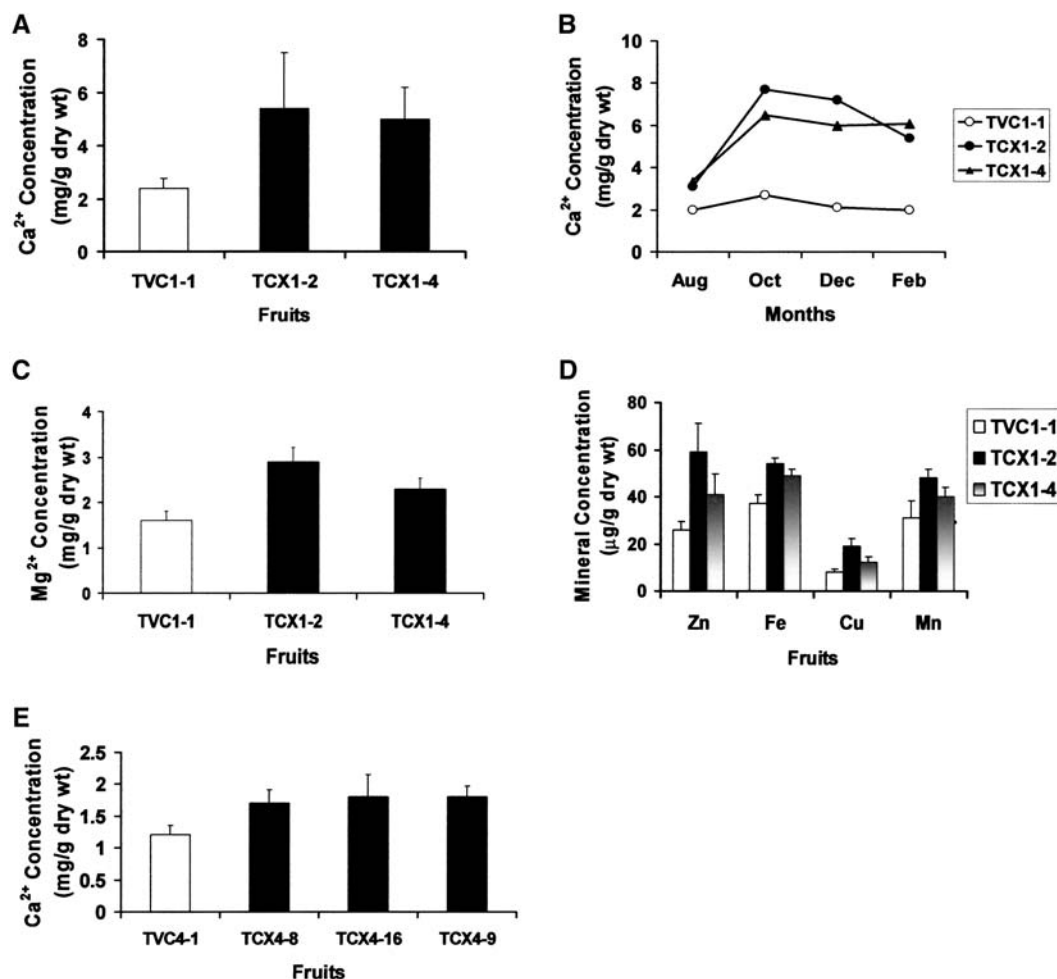 A
Ca2+ Concentration
(mg/g dry wt)
8
6
4
2
0
TVC1-1 TCX1-2 TCX1-4
Fruits
B
Ca2+ Concentration
(mg/g dry wt)
10
8
6
4
2
0
Aug Oct Dec Feb
Months
TVC1-1
TCX1-2
TCX1-4
C
Mg2+ Concentration
(mg/g dry wt)
4
3
2
1
0
TVC1-1 TCX1-2 TCX1-4
Fruits
D
Mineral Concentration
(µg/g dry wt)
80
60
40
20
0
Zn Fe Cu Mn
Fruits
TVC1-1
TCX1-2
TCX1-4
E
Ca2+ Concentration
(mg/g dry wt)
2.5
2
1.5
1
0.5
0
TVC4-1 TCX4-8 TCX4-16 TCX4-9
Fruits